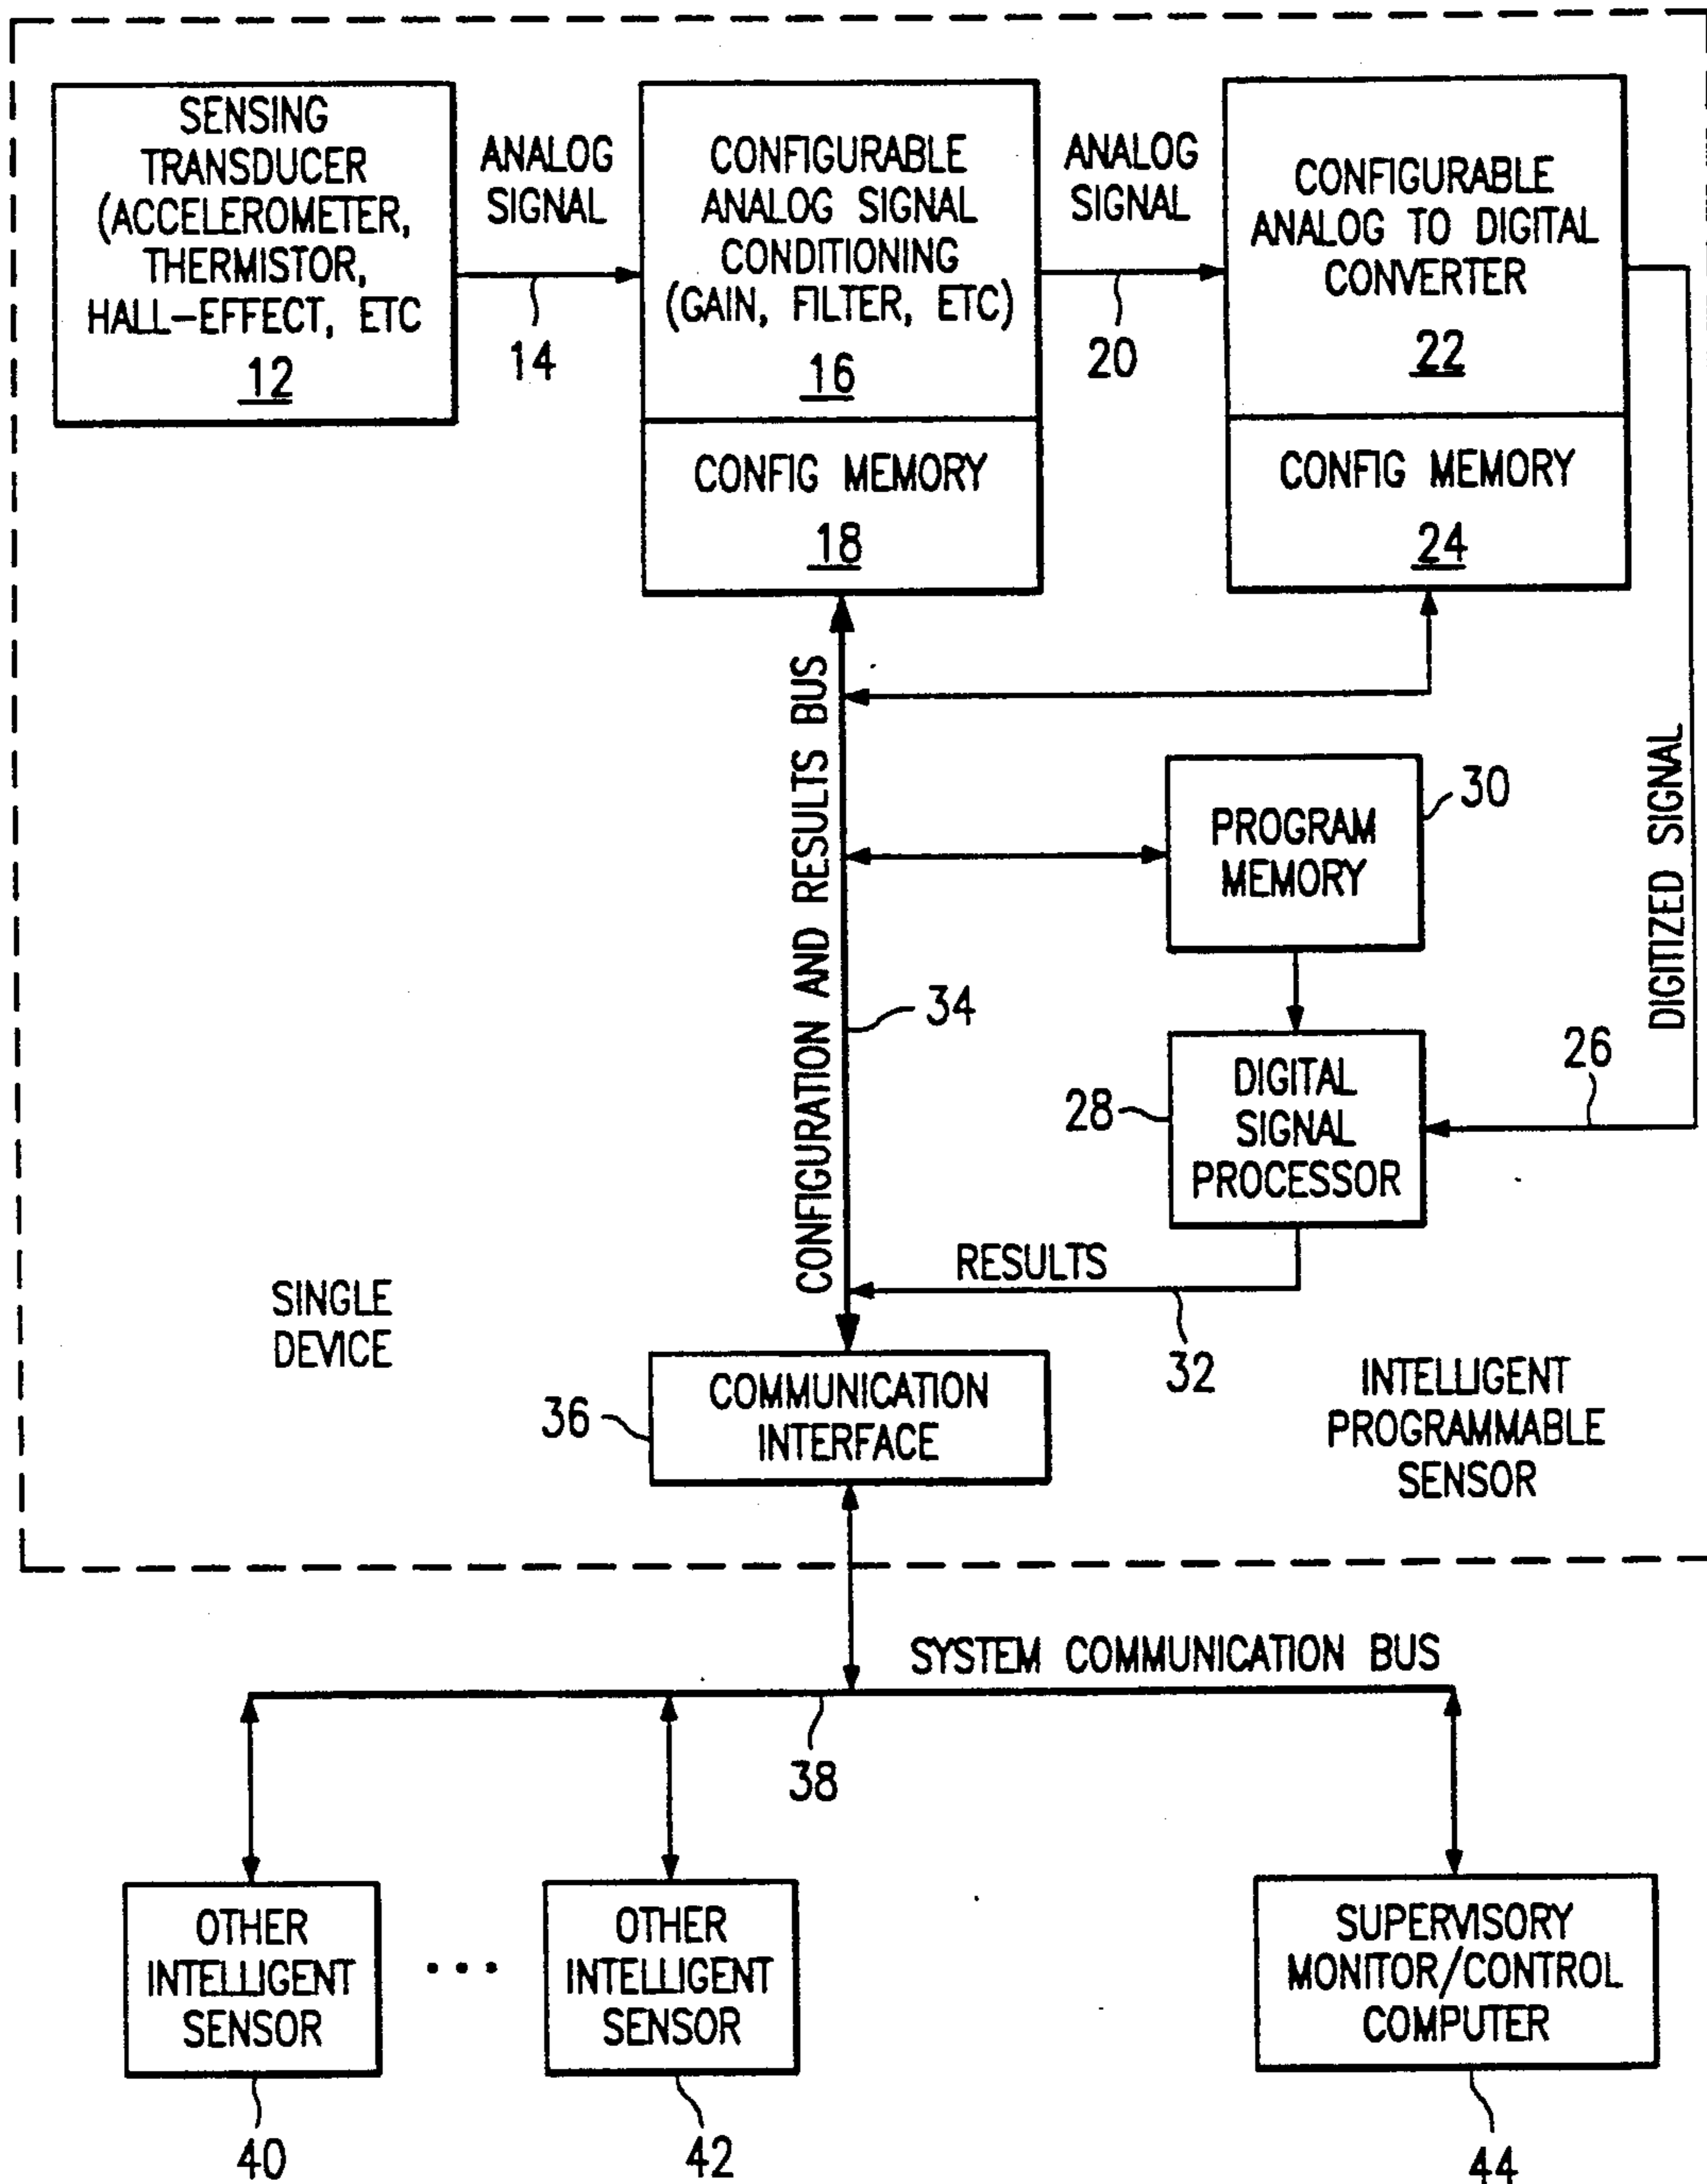 SENSING
TRANSDUCER
(ACCELEROMETER,
THERMISTOR,
HALL-EFFECT, ETC
12
ANALOG
SIGNAL
14
CONFIGURABLE
ANALOG SIGNAL
CONDITIONING
(GAIN, FILTER, ETC)
16
CONFIG MEMORY
18
ANALOG
SIGNAL
20
CONFIGURABLE
ANALOG TO DIGITAL
CONVERTER
22
CONFIG MEMORY
24
CONFIGURATION AND RESULTS BUS
34
PROGRAM
MEMORY
30
DIGITIZED SIGNAL
26
DIGITAL
SIGNAL
PROCESSOR
28
RESULTS
32
SINGLE
DEVICE
COMMUNICATION
INTERFACE
36
INTELLIGENT
PROGRAMMABLE
SENSOR
SYSTEM COMMUNICATION BUS
38
OTHER
INTELLIGENT
SENSOR
40
...
OTHER
INTELLIGENT
SENSOR
42
SUPERVISORY
MONITOR/CONTROL
COMPUTER
44